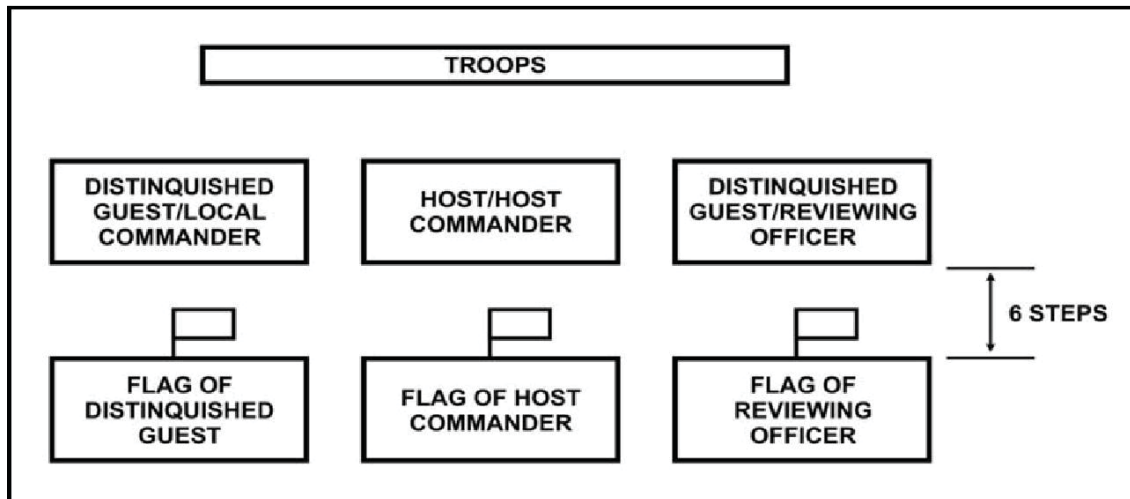 TROOPS
DISTINQUISHED
GUEST/LOCAL
COMMANDER
HOST/HOST
COMMANDER
DISTINQUISHED
GUEST/REVIEWING
OFFICER
6 STEPS
FLAG OF
DISTINQUISHED
GUEST
FLAG OF HOST
COMMANDER
FLAG OF
REVIEWING
OFFICER